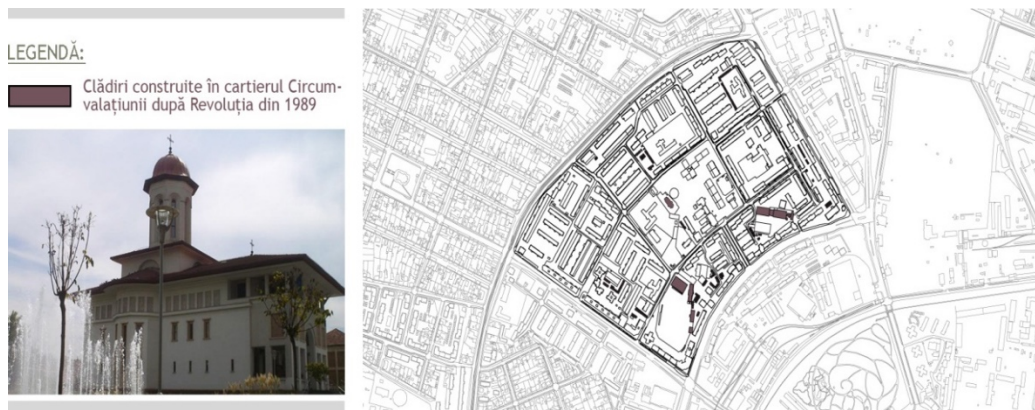 LEGENDĂ:
Clădiri construite în cartierul Circum-
valațiunii după Revoluția din 1989